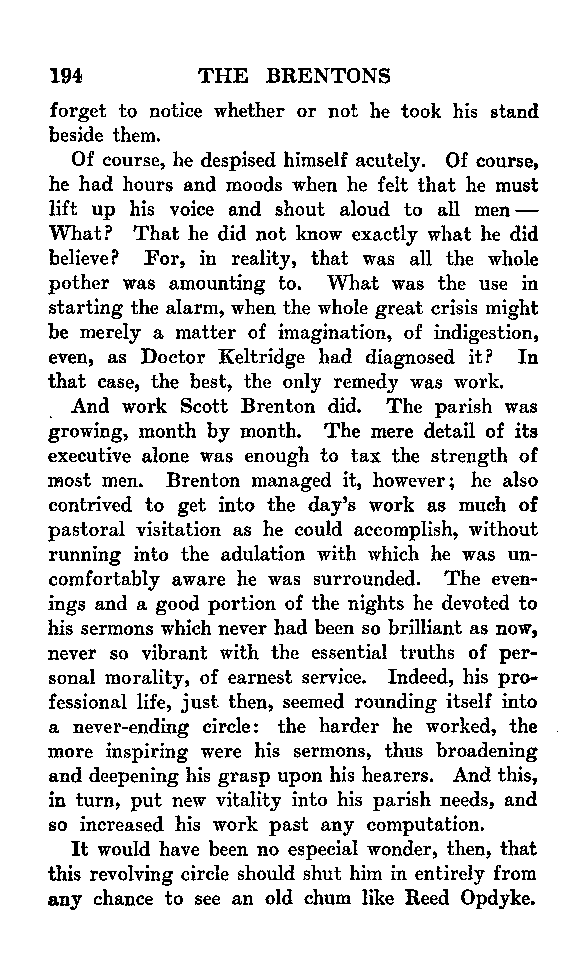 194 THE BRENTONS
forget to notice whether or not he took his stand
beside them.
Of course, he despised himself acutely. Of course,
he had hours and moods when he felt that he must
lift up his voice and shout aloud to all men —
What? That he did not know exactly what he did
believe? For, in reality, that was all the whole
pother was amounting to. What was the use in
starting the alarm, when the whole great crisis might
be merely a matter of imagination, of indigestion,
even, as Doctor Keltridge had diagnosed it? In
that case, the best, the only remedy was work.
And work Scott Brenton did. The parish was
growing, month by month. The mere detail of its
executive alone was enough to tax the strength of
most men. Brenton managed it, however; he also
contrived to get into the day's work as much of
pastoral visitation as he could accomplish, without
running into the adulation with which he was un-
comfortably aware he was surrounded. The even-
ings and a good portion of the nights he devoted to
his sermons which never had been so brilliant as now,
never so vibrant with the essential truths of per-
sonal morality, of earnest service. Indeed, his pro-
fessional life, just then, seemed rounding itself into
a never-ending circle: the harder he worked, the
more inspiring were his sermons, thus broadening
and deepening his grasp upon his hearers. And this,
in turn, put new vitality into his parish needs, and
so increased his work past any computation.
It would have been no especial wonder, then, that
this revolving circle should shut him in entirely from
any chance to see an old chum like Reed Opdyke.